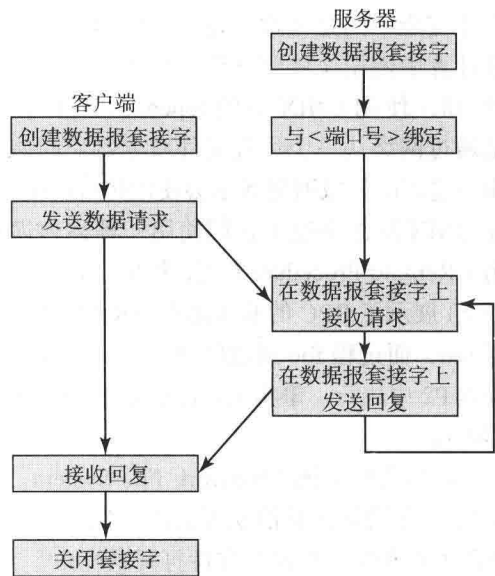 服务器
创建数据报套接字
客户端
创建数据报套接字
与<端口号>绑定
发送数据请求
在数据报套接字上
接收请求
在数据报套接字上
发送回复
接收回复
关闭套接字